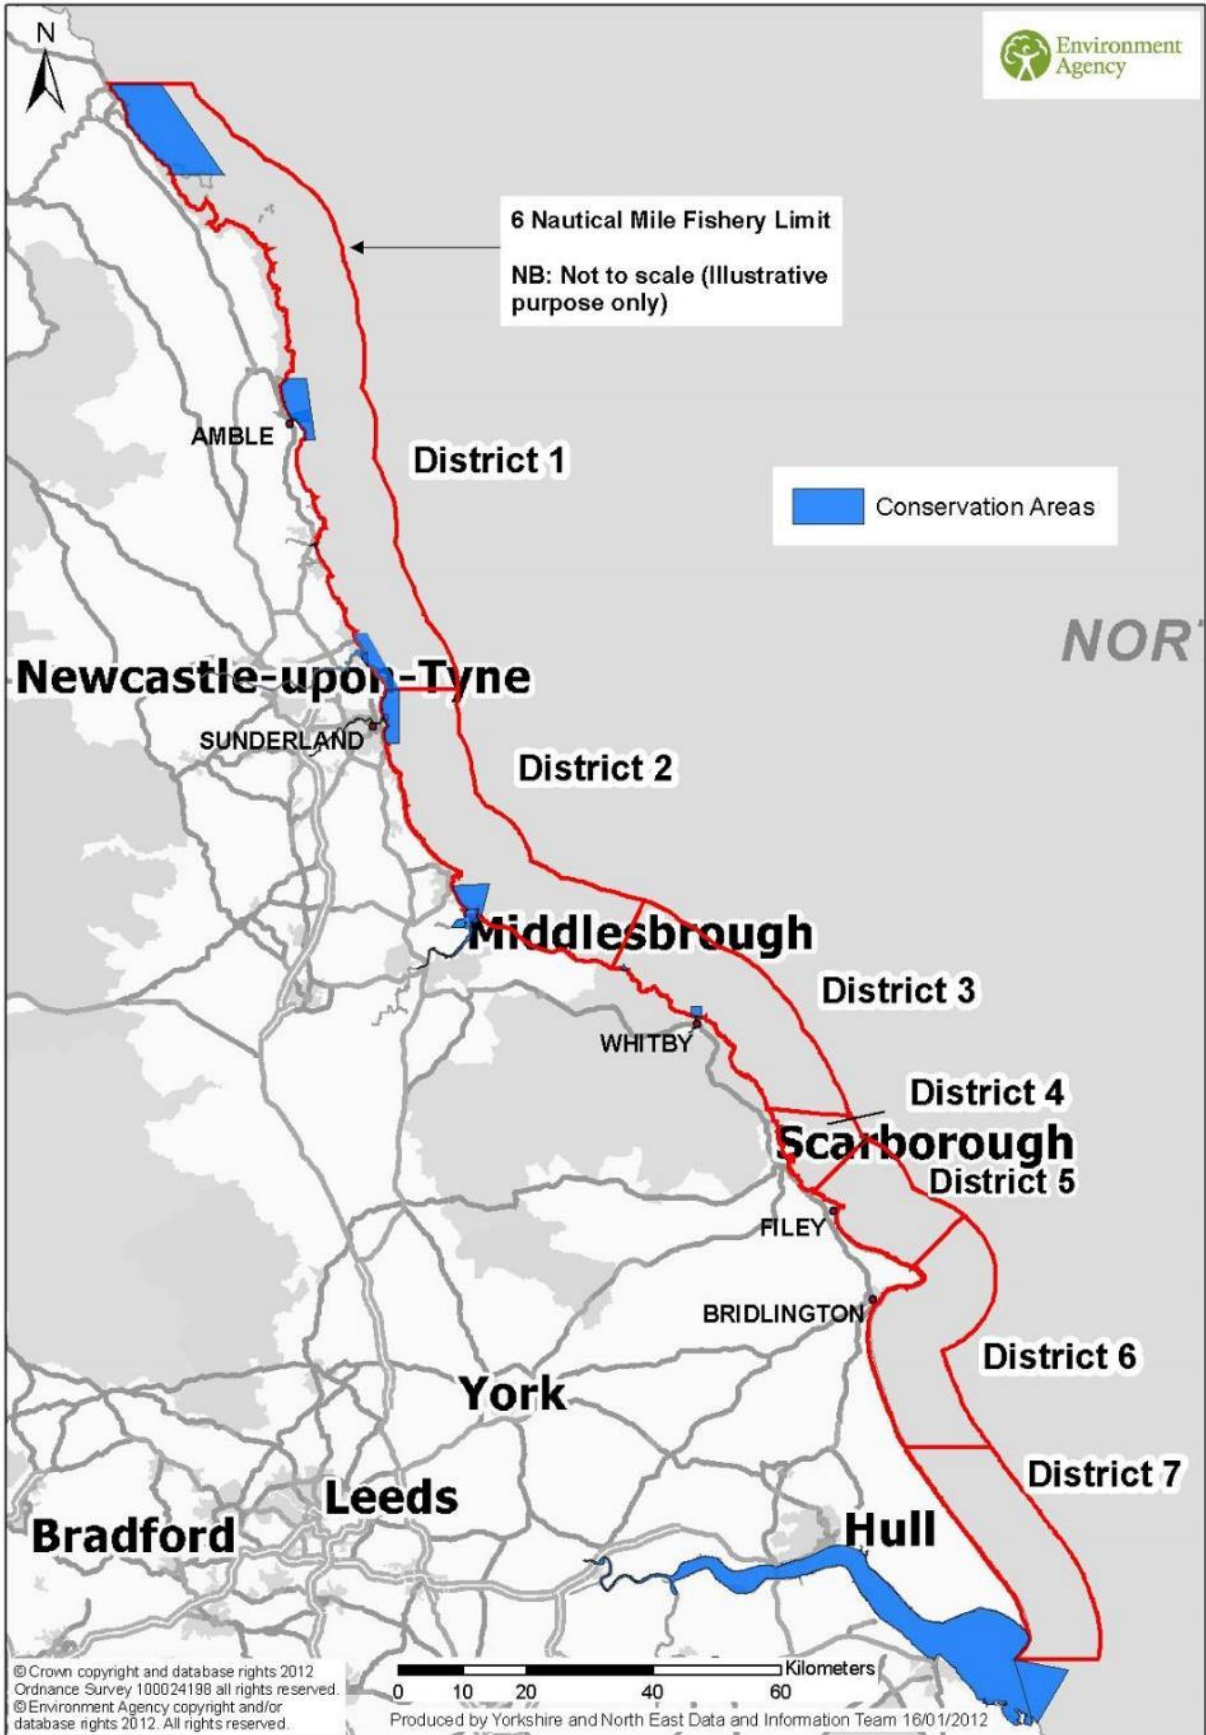 N
Environment
Agency
6 Nautical Mile Fishery Limit
NB: Not to scale (Illustrative
purpose only)
AMBLE
District 1
Conservation Areas
NORT
Newcastle-upon-Tyne
SUNDERLAND
District 2
Middlesbrough
District 3
WHITBY
District 4
Scarborough
District 5
FILEY
BRIDLINGTON
District 6
York
District 7
Leeds
Hull
Bradford
© Crown copyright and database rights 2012
Ordnance Survey 100024198 all rights reserved.
© Environment Agency copyright and/or
database rights 2012. All rights reserved.
Kilometers
0 10 20 40 60
Produced by Yorkshire and North East Data and Information Team 16/01/2012